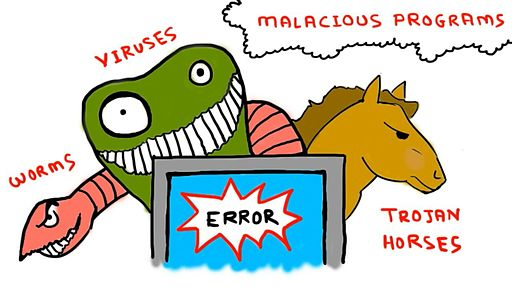 MALACIOUS PROGRAMS
VIRUSES
WORMS
ERROR
TROJAN
HORSES